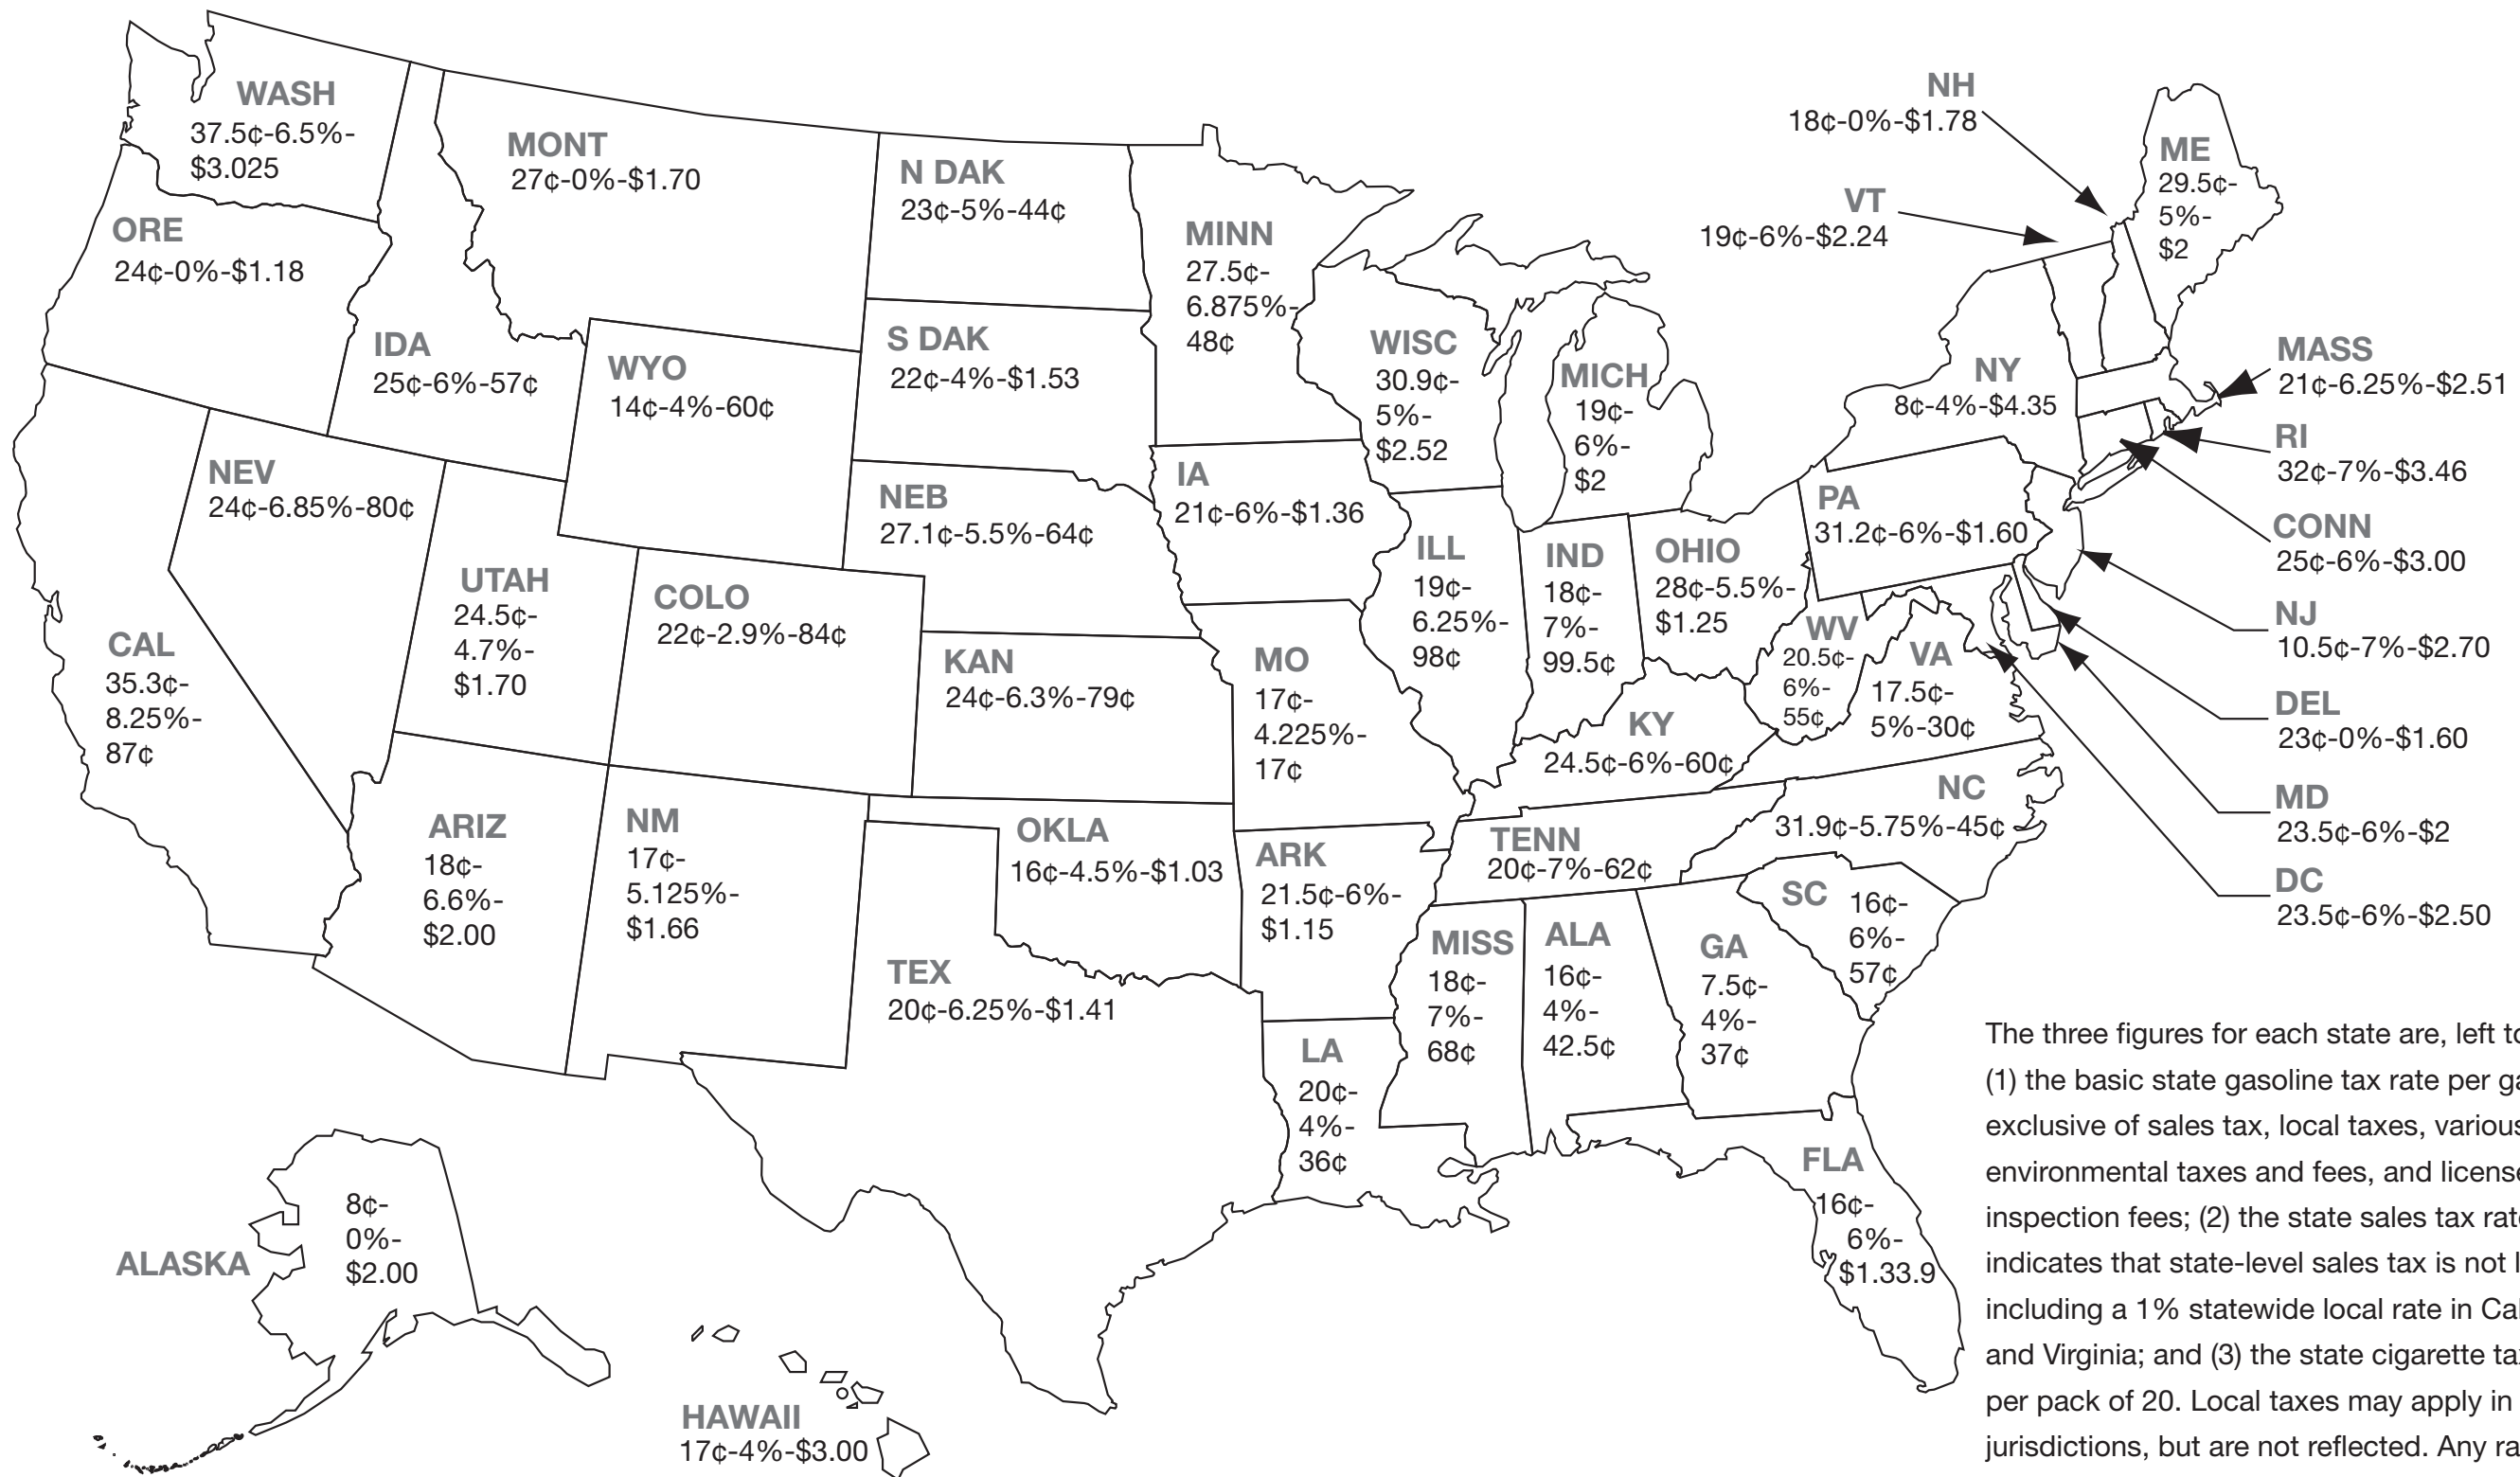 WASH
37.5¢-6.5%-
$3.025
ORE
24¢-0%-$1.18
CAL
35.3¢-
8.25%-
87¢
NEV
24¢-6.85%-80¢
IDA
25¢-6%-57¢
MONT
27¢-0%-$1.70
WYO
14¢-4%-60¢
UTAH
24.5¢-
4.7%-
$1.70
COLO
22¢-2.9%-84¢
ARIZ
18¢-
6.6%-
$2.00
NM
17¢-
5.125%-
$1.66
N DAK
23¢-5%-44¢
S DAK
22¢-4%-$1.53
NEB
27.1¢-5.5%-64¢
KAN
24¢-6.3%-79¢
OKLA
16¢-4.5%-$1.03
TEX
20¢-6.25%-$1.41
MINN
27.5¢-
6.875%-
48¢
IA
21¢-6%-$1.36
MO
17¢-
4.225%-
17¢
ARK
21.5¢-6%-
$1.15
LA
20¢-
4%-
36¢
WISC
30.9¢-
5%-
$2.52
ILL
19¢-
6.25%-
98¢
MICH
19¢-
6%-
$2
IND
18¢-
7%-
99.5¢
OHIO
28¢-5.5%-
$1.25
KY
24.5¢-6%-60¢
TENN
20¢-7%-62¢
MISS
18¢-
7%-
68¢
ALA
16¢-
4%-
42.5¢
GA
7.5¢-
4%-
37¢
FLA
16¢-
6%-
$1.33.9
SC
16¢-
6%-
57¢
NC
31.9¢-5.75%-45¢
WV
20.5¢-
6%-
55¢
VA
17.5¢-
5%-30¢
PA
31.2¢-6%-$1.60
NY
8¢-4%-$4.35
VT
19¢-6%-$2.24
NH
18¢-0%-$1.78
ME
29.5¢-
5%-
$2
MASS
21¢-6.25%-$2.51
RI
32¢-7%-$3.46
CONN
25¢-6%-$3.00
NJ
10.5¢-7%-$2.70
DEL
23¢-0%-$1.60
MD
23.5¢-6%-$2
DC
23.5¢-6%-$2.50
ALASKA
8¢-
0%-
$2.00
HAWAII
17¢-4%-$3.00
The three figures for each state are, left to
(1) the basic state gasoline tax rate per
exclusive of sales tax, local taxes, various
environmental taxes and fees, and
inspection fees; (2) the state sales tax
indicates that state-level sales tax is not
including a 1% statewide local rate in
and Virginia; and (3) the state cigarette
per pack of 20. Local taxes may apply in
jurisdictions, but are not reflected. Any